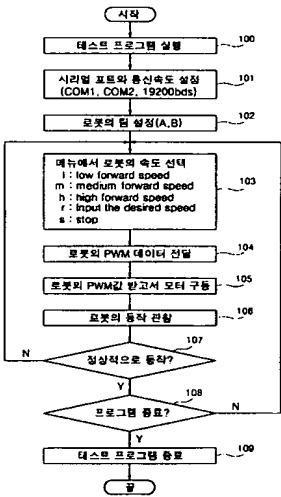 시작
테스트 프로그램 실행
100
시리얼 포트와 통신속도 설정
(COM1, COM2, 19200bds)
101
로봇의 팀 설정(A,B)
102
메뉴에서 로봇의 속도 선택
l : low forward speed
m : medium forward speed
h : high forward speed
r : Input the desired speed
s : stop
103
로봇의 PWM 데이터 전달
104
로봇의 PWM값 받고서 모터 구동
105
로봇의 동작 관찰
106
정상적으로 동작?
107
N
Y
프로그램 종료?
108
N
Y
테스트 프로그램 종료
109
끝